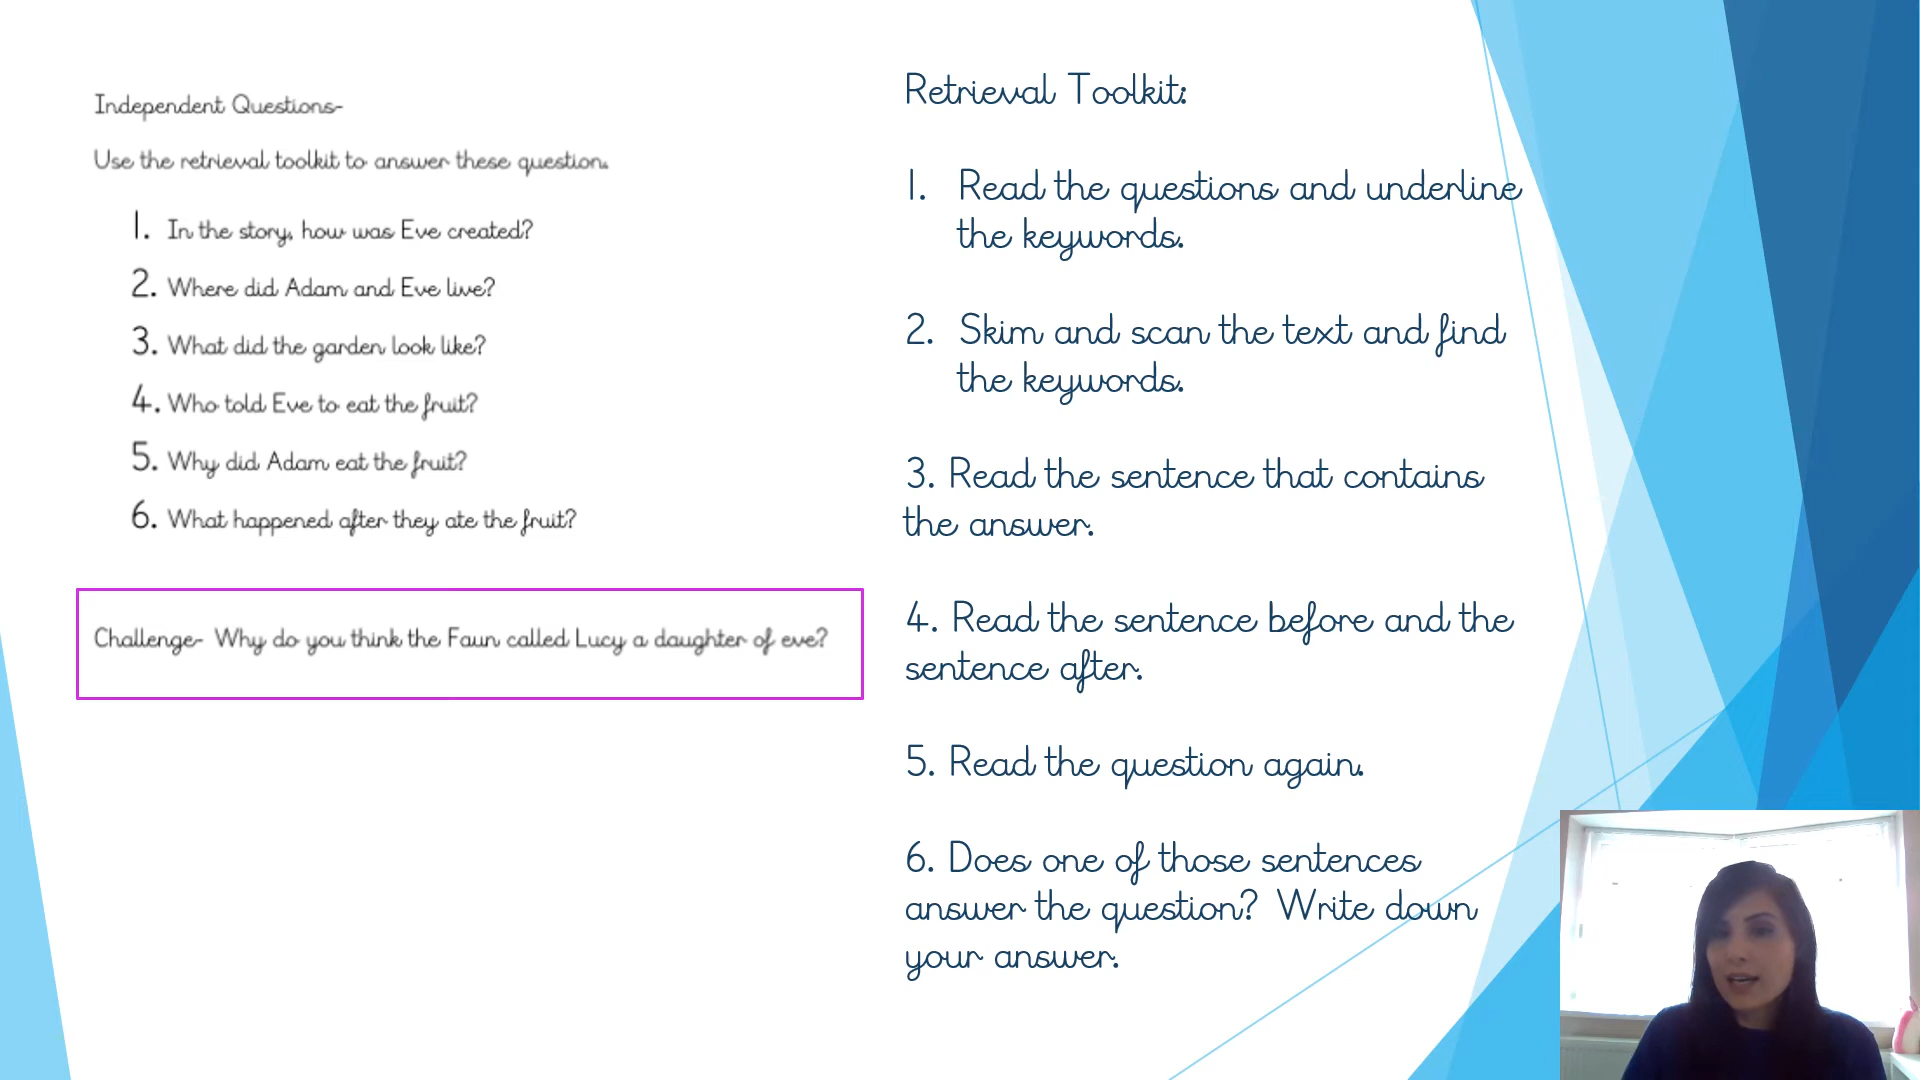 Independent Questions-
Use the retrieval toolkit to answer these question.
1. In the story, how was Eve created?
2. Where did Adam and Eve live?
3. What did the garden look like?
4. Who told Eve to eat the fruit?
5. Why did Adam eat the fruit?
6. What happened after they ate the fruit?
Challenge- Why do you think the Faun called Lucy a daughter of eve?
Retrieval Toolkit:
1. Read the questions and underline
the keywords.
2. Skim and scan the text and find
the keywords.
3. Read the sentence that contains
the answer.
4. Read the sentence before and the
sentence after.
5. Read the question again.
6. Does one of those sentences
answer the question? Write down
your answer.